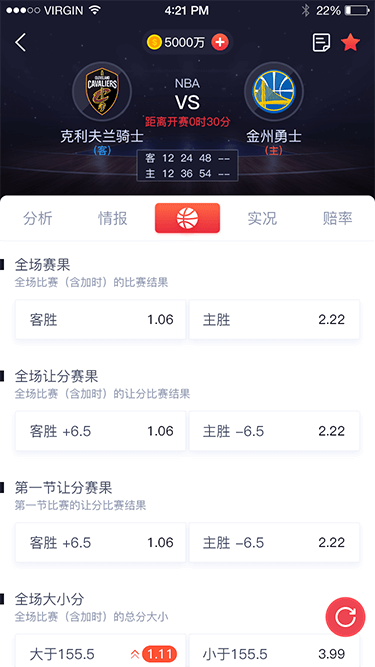 VIRGIN 4:21 PM 22%
5000万
CLEVELAND
CAVALIERS
NBA
VS
距离开赛0时30分
克利夫兰骑士
(客)
金州勇士
(主)
客 12 24 48 --
主 12 36 54 --
分析 情报 实况 赔率
全场赛果
全场比赛（含加时）的比赛结果
客胜 1.06 主胜 2.22
全场让分赛果
全场比赛（含加时）的让分比赛结果
客胜 +6.5 1.06 主胜 -6.5 2.22
第一节让分赛果
第一节比赛的让分比赛结果
客胜 +6.5 1.06 主胜 -6.5 2.22
全场大小分
全场比赛（含加时）的总分大小
大于155.5 1.11 小于155.5 3.99